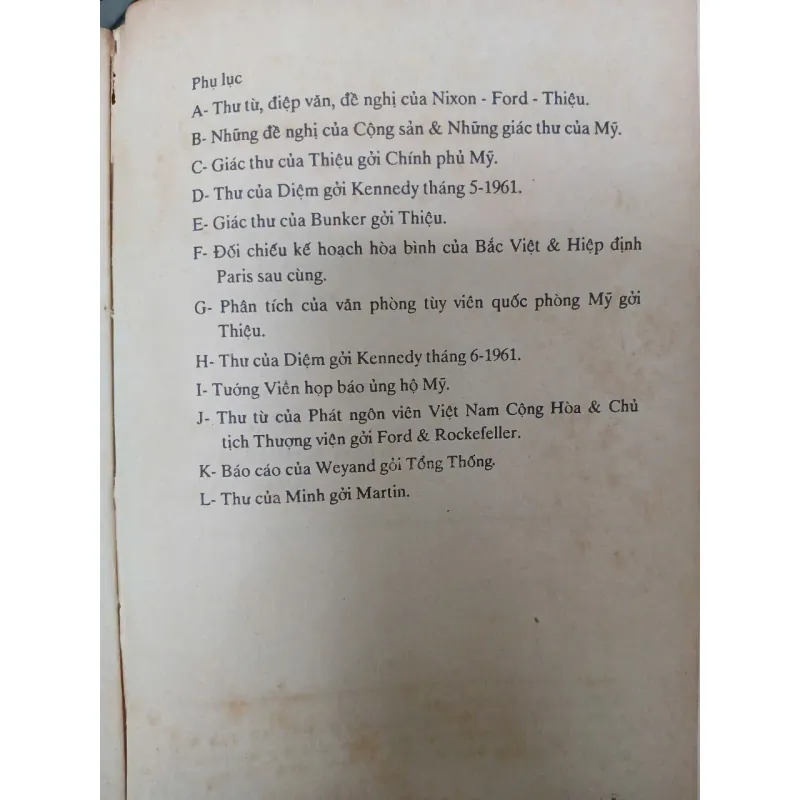 Phụ lục
A- Thư từ, điệp văn, đề nghị của Nixon - Ford - Thiệu.
B- Những đề nghị của Cộng sản & Những giác thư của Mỹ.
C- Giác thư của Thiệu gởi Chính phủ Mỹ.
D- Thư của Diệm gởi Kennedy tháng 5-1961.
E- Giác thư của Bunker gởi Thiệu.
F- Đối chiếu kế hoạch hòa bình của Bắc Việt & Hiệp định
Paris sau cùng.
G- Phân tích của văn phòng tùy viên quốc phòng Mỹ gởi
Thiệu.
H- Thư của Diệm gởi Kennedy tháng 6-1961.
I- Tướng Viên họp báo ủng hộ Mỹ.
J- Thư từ của Phát ngôn viên Việt Nam Cộng Hòa & Chủ
tịch Thượng viện gởi Ford & Rockefeller.
K- Báo cáo của Weyand gởi Tổng Thống.
L- Thư của Minh gởi Martin.